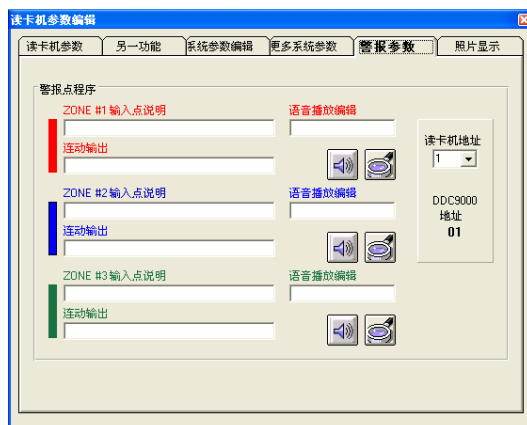 读卡机参数编辑
读卡机参数 另一功能 系统参数编辑 更多系统参数 警报参数 照片显示
警报点程序
ZONE #1 输入点说明 语音播放编辑
连动输出
读卡机地址
1
ZONE #2 输入点说明 语音播放编辑
DDC9000
地址
01
连动输出
ZONE #3 输入点说明 语音播放编辑
连动输出